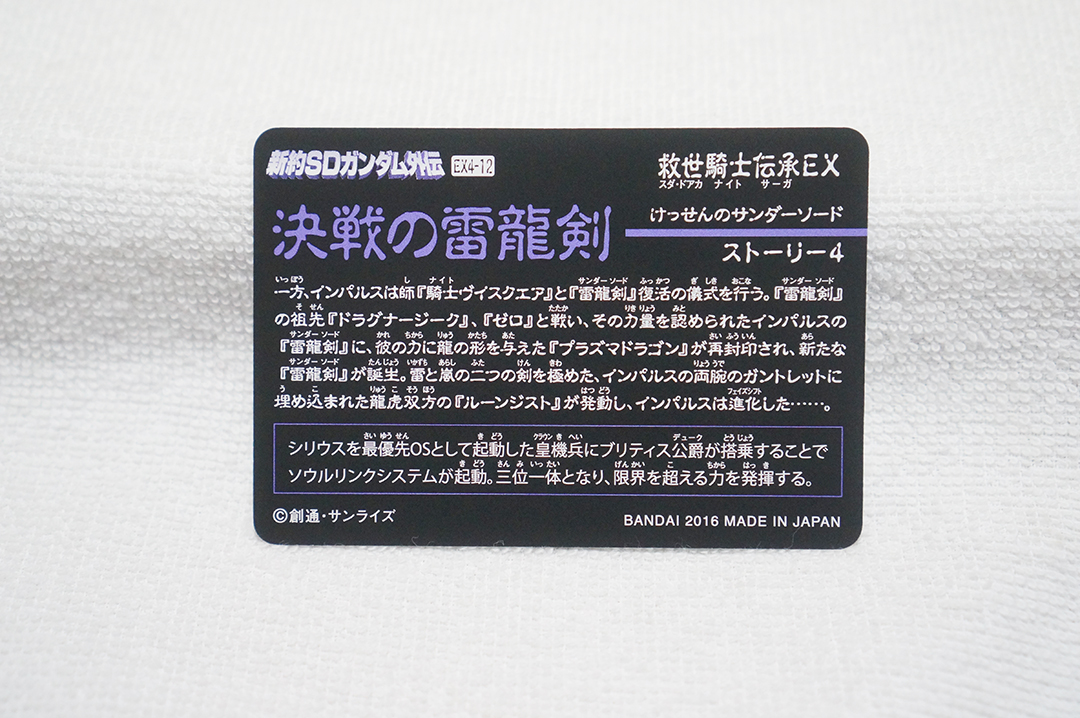 新約SDガンダム外伝 EX4-12
救世騎士伝承EX
スダ・ドアカ ナイト サーガ
決戦の雷龍剣
けっせんのサンダーソード
ストーリー4
一方、インパルスは師『騎士ヴイスクエア』と『雷龍剣』復活の儀式を行う。『雷龍剣』
の祖先『ドラグナージーク』、『ゼロ』と戦い、その力量を認められたインパルスの
『雷龍剣』に、彼の力に龍の形を与えた『プラズマドラゴン』が再封印され、新たな
『雷龍剣』が誕生。雷と嵐の二つの剣を極めた、インパルスの両腕のガントレットに
埋め込まれた龍虎双方の『ルーンジスト』が発動し、インパルスは進化した……。
シリウスを最優先OSとして起動した皇機兵にブリティス公爵が搭乗することで
ソウルリンクシステムが起動。三位一体となり、限界を超える力を発揮する。
©創通・サンライズ
BANDAI 2016 MADE IN JAPAN